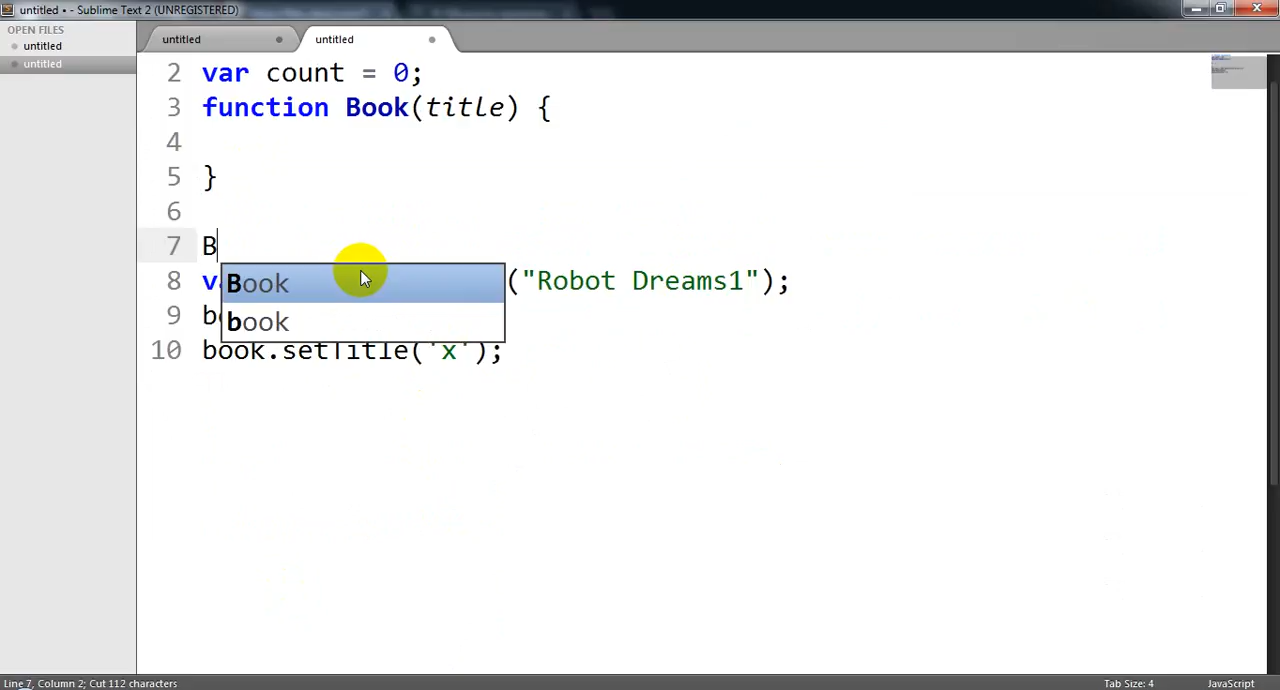 untitled • - Sublime Text 2 (UNREGISTERED)
OPEN FILES
untitled
untitled
untitled
untitled
2 var count = 0;
3 function Book(title) {
4
5 }
6
7 B
Book
book
8 v ("Robot Dreams1");
9 b
10 book.setTitle('x');
Line 7, Column 2; Cut 112 characters
Tab Size: 4
JavaScript